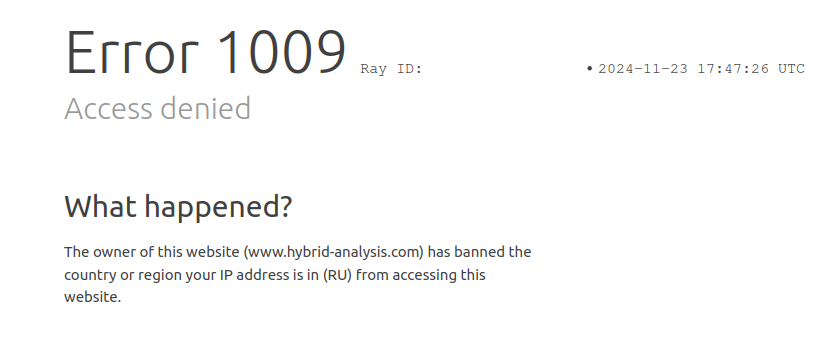 Error 1009 Ray ID: • 2024-11-23 17:47:26 UTC
Access denied
What happened?
The owner of this website (www.hybrid-analysis.com) has banned the
country or region your IP address is in (RU) from accessing this
website.